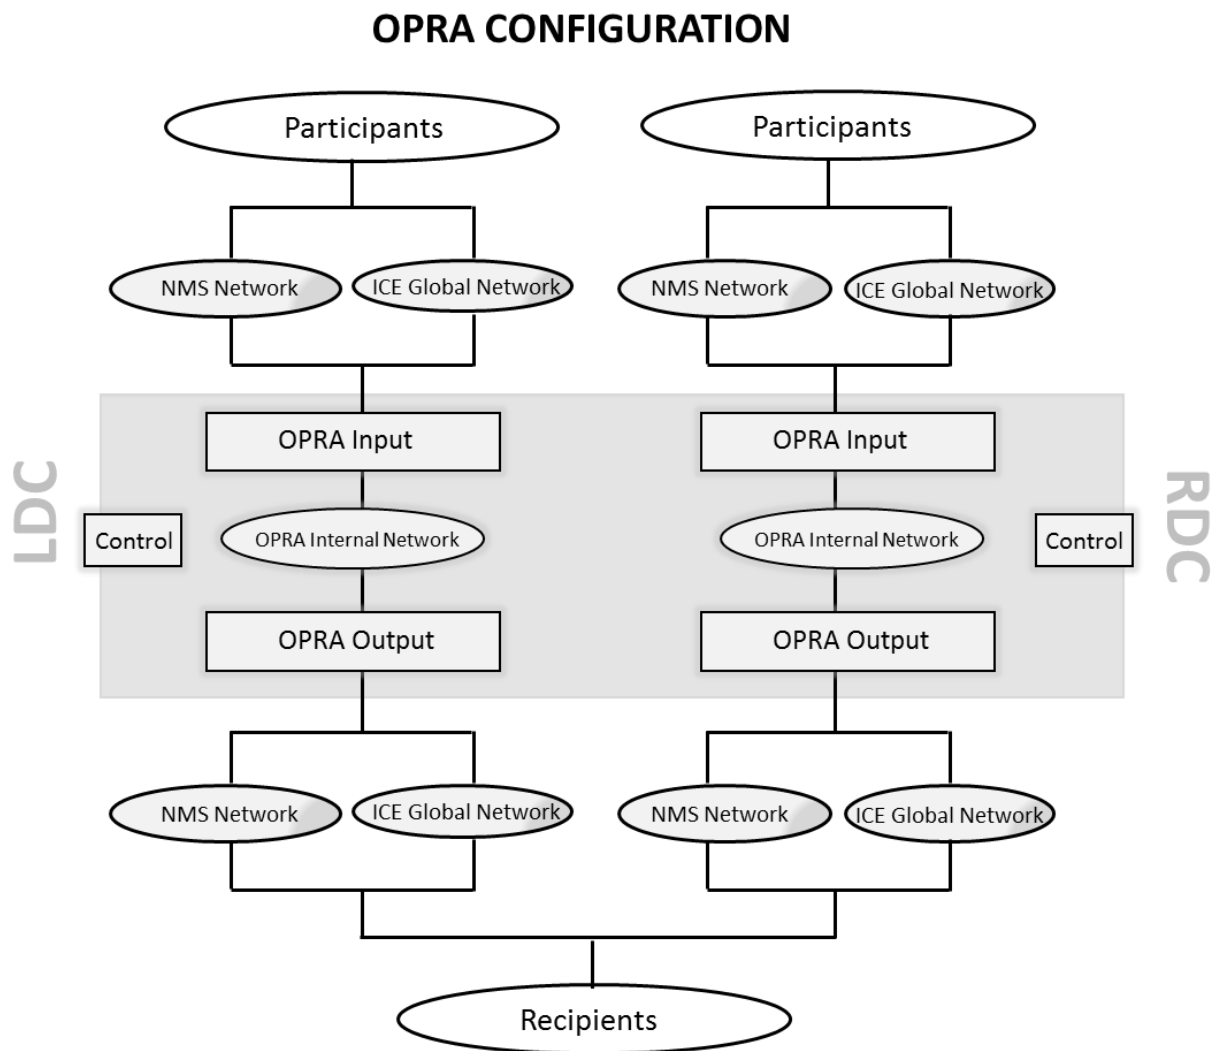 OPRA CONFIGURATION
Participants
Participants
NMS Network
ICE Global Network
NMS Network
ICE Global Network
OPRA Input
OPRA Input
LDC
Control
OPRA Internal Network
OPRA Internal Network
Control
RDC
OPRA Output
OPRA Output
NMS Network
ICE Global Network
NMS Network
ICE Global Network
Recipients